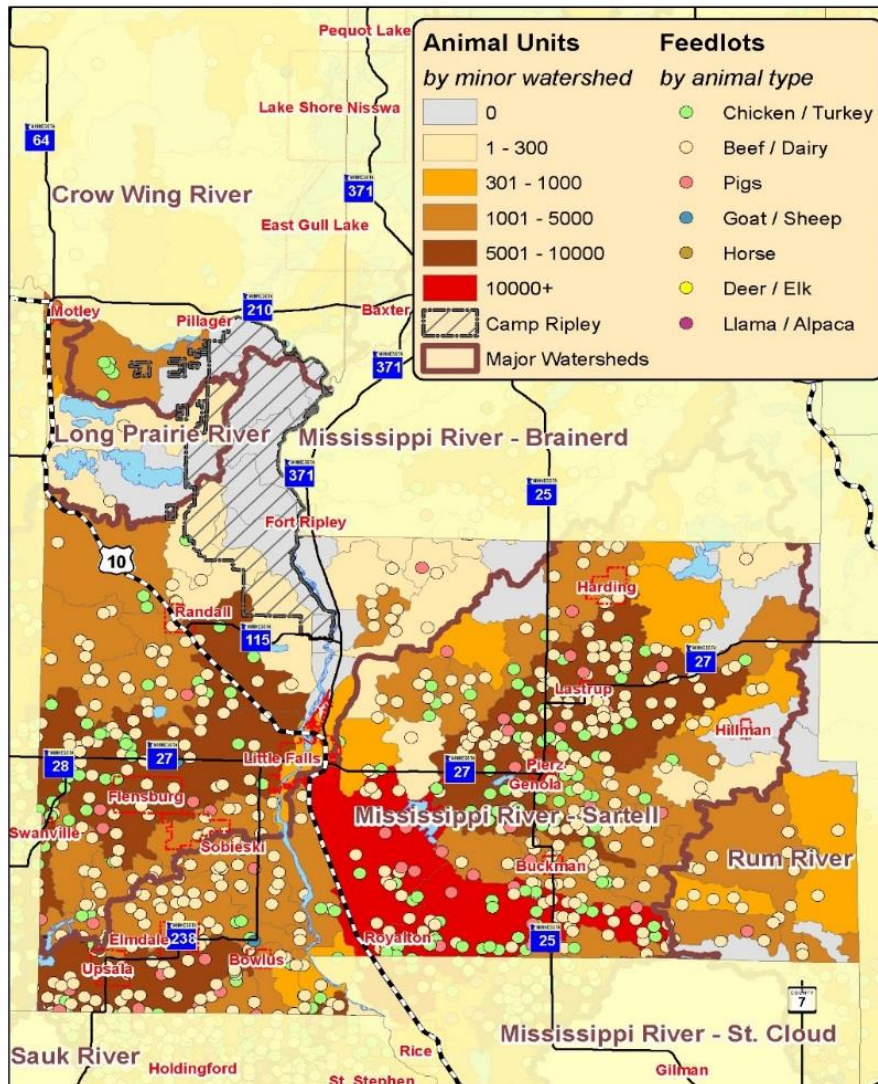 Pequot Lake
Animal Units
Feedlots
by minor watershed
by animal type
0
Chicken / Turkey
Lake Shore Nisswa
1 - 300
Beef / Dairy
64
301 - 1000
Pigs
371
Crow Wing River
1001 - 5000
Goat / Sheep
East Gull Lake
5001 - 10000
Horse
10000+
Deer / Elk
Motley
Pillager
210
Baxter
Camp Ripley
Llama / Alpaca
371
Major Watersheds
Long Prairie River
Mississippi River - Brainerd
371
25
Fort Ripley
10
Harding
Randall
115
27
Lastrup
Hillman
28
27
Little Falls
27
Pierz
Genola
Flensburg
Mississippi River - Sartell
Swanville
Sobieski
Buckman
Rum River
Elmdale
238
Royalton
25
Upsala
Bowlus
COUNTY
7
Mississippi River - St. Cloud
Sauk River
Rice
Holdingford
Gilman
St. Stephen